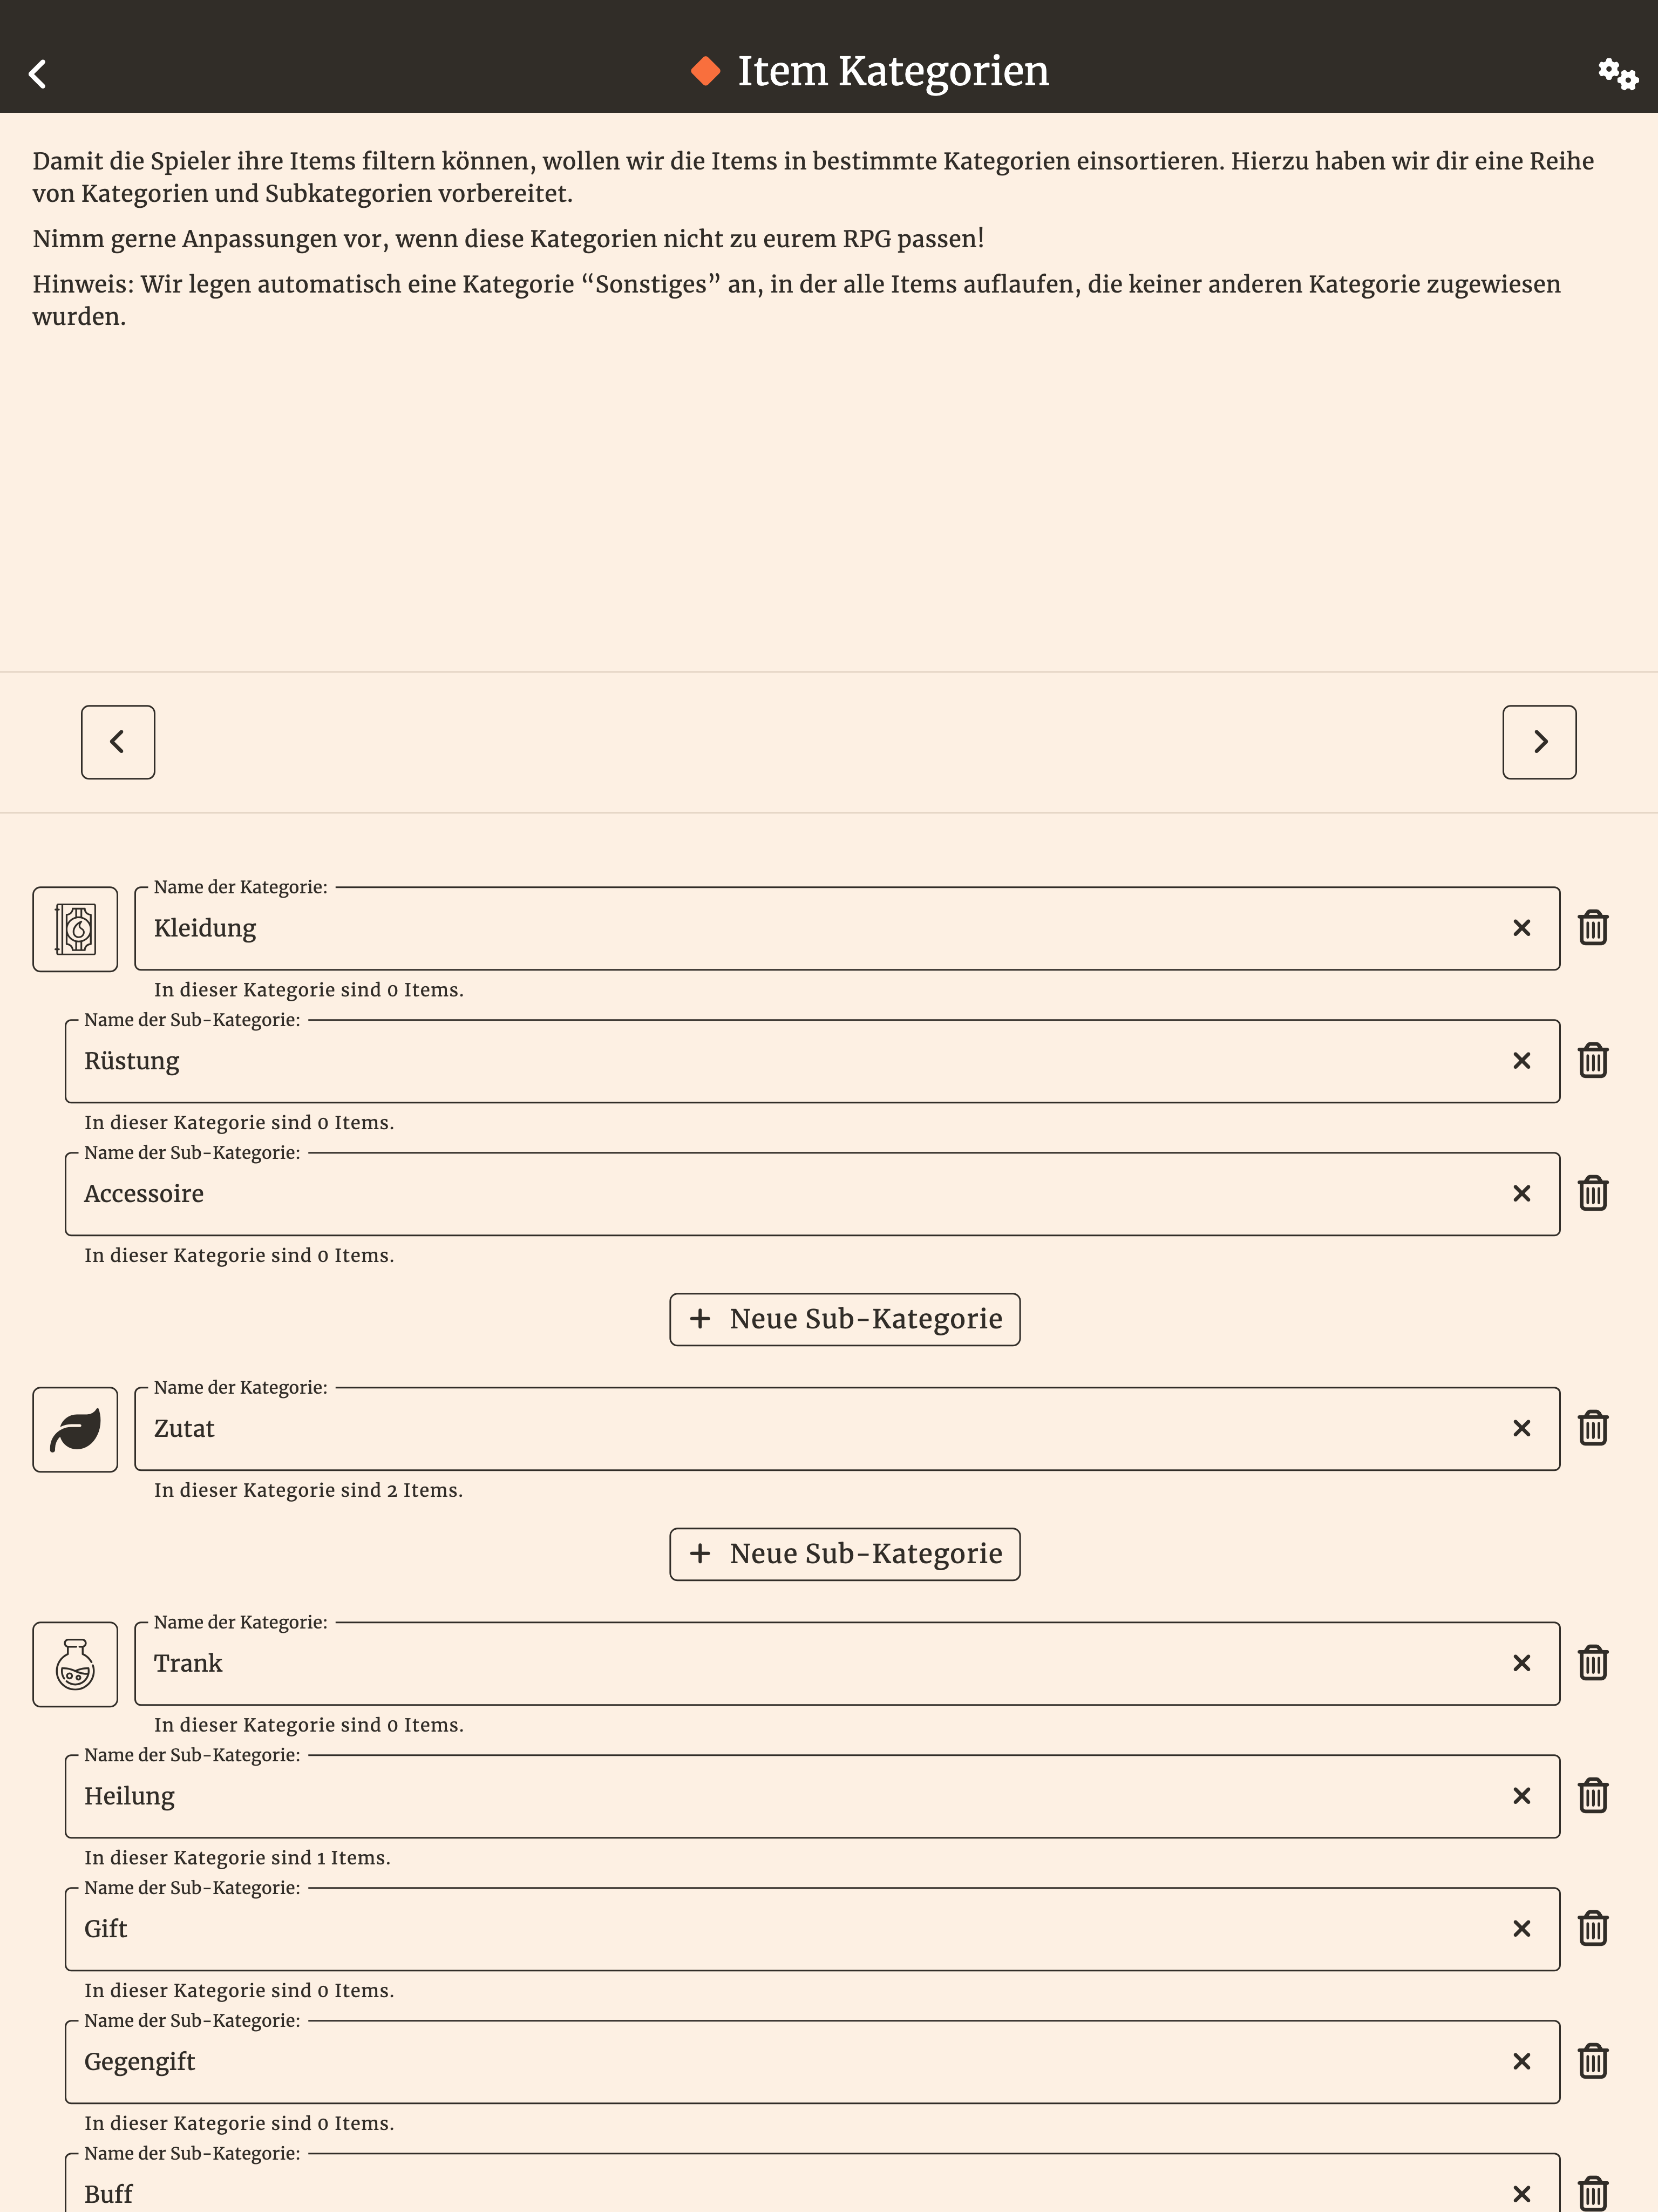 Item Kategorien
Damit die Spieler ihre Items filtern können, wollen wir die Items in bestimmte Kategorien einsortieren. Hierzu haben wir dir eine Reihe
von Kategorien und Subkategorien vorbereitet.
Nimm gerne Anpassungen vor, wenn diese Kategorien nicht zu eurem RPG passen!
Hinweis: Wir legen automatisch eine Kategorie “Sonstiges” an, in der alle Items auflaufen, die keiner anderen Kategorie zugewiesen
wurden.
Name der Kategorie:
Kleidung
In dieser Kategorie sind 0 Items.
Name der Sub-Kategorie:
Rüstung
In dieser Kategorie sind 0 Items.
Name der Sub-Kategorie:
Accessoire
In dieser Kategorie sind 0 Items.
+ Neue Sub-Kategorie
Name der Kategorie:
Zutat
In dieser Kategorie sind 2 Items.
+ Neue Sub-Kategorie
Name der Kategorie:
Trank
In dieser Kategorie sind 0 Items.
Name der Sub-Kategorie:
Heilung
In dieser Kategorie sind 1 Items.
Name der Sub-Kategorie:
Gift
In dieser Kategorie sind 0 Items.
Name der Sub-Kategorie:
Gegengift
In dieser Kategorie sind 0 Items.
Name der Sub-Kategorie:
Buff